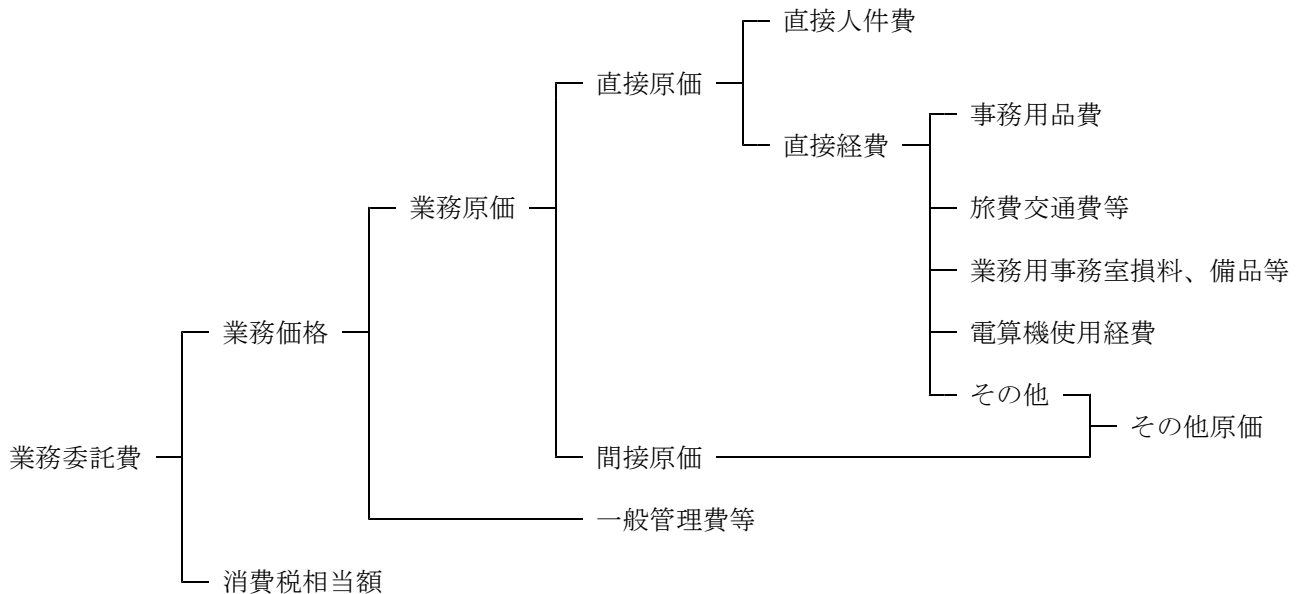 直接人件費
直接原価
事務用品費
直接経費
業務原価
旅費交通費等
業務用事務室損料、備品等
業務価格
電算機使用経費
その他
その他原価
業務委託費
間接原価
一般管理費等
消費税相当額